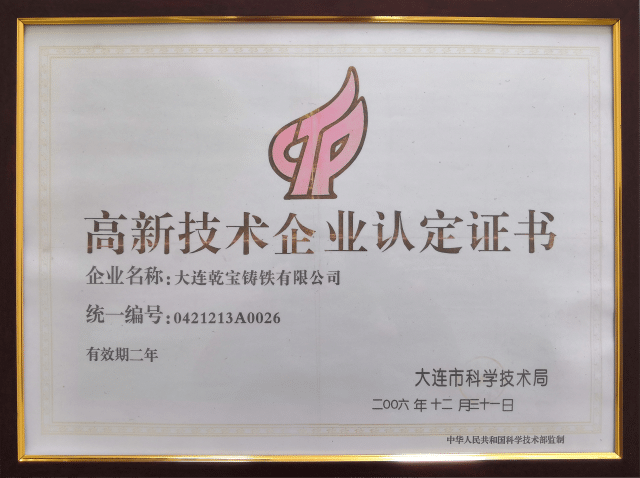 高新技术企业认定证书
企业名称:大连乾宝铸铁有限公司
统一编号:0421213A0026
有效期二年
大连市科学技术局
二〇〇六年十二月三十一日
中华人民共和国科学技术部监制